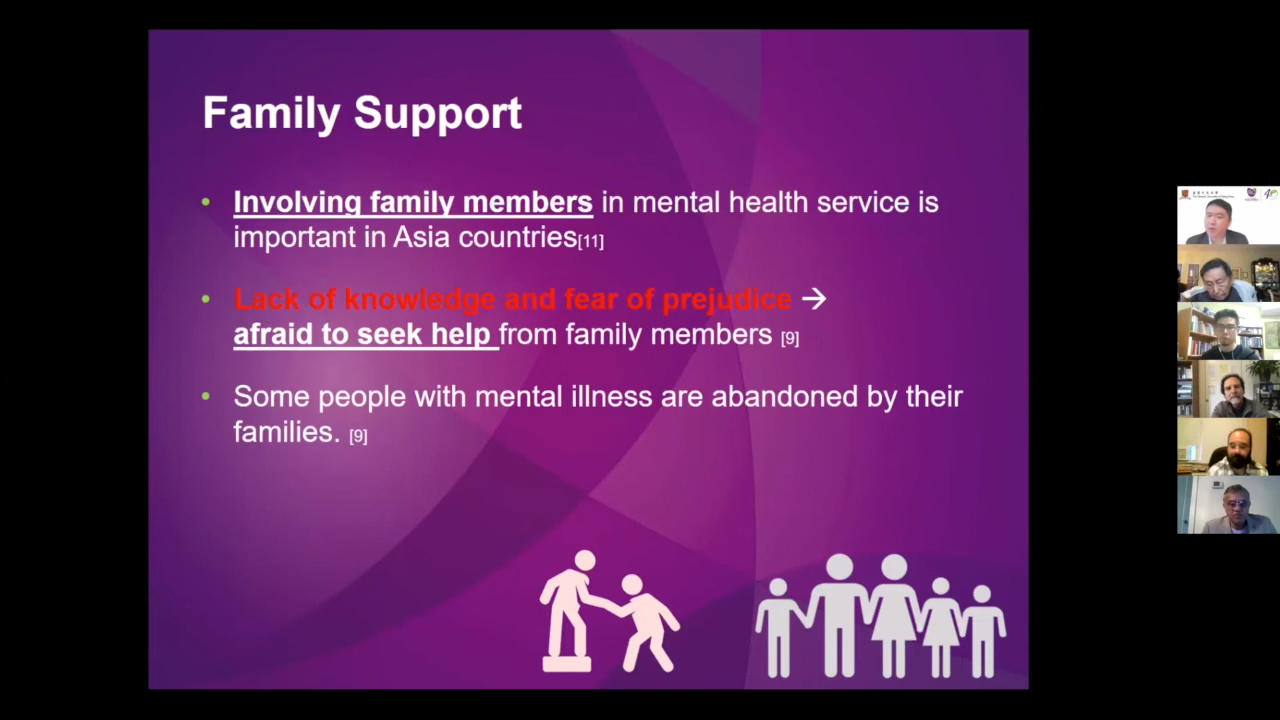 Family Support
• Involving family members in mental health service is
important in Asia countries[11]
• Lack of knowledge and fear of prejudice →
afraid to seek help from family members [9]
• Some people with mental illness are abandoned by their
families. [9]